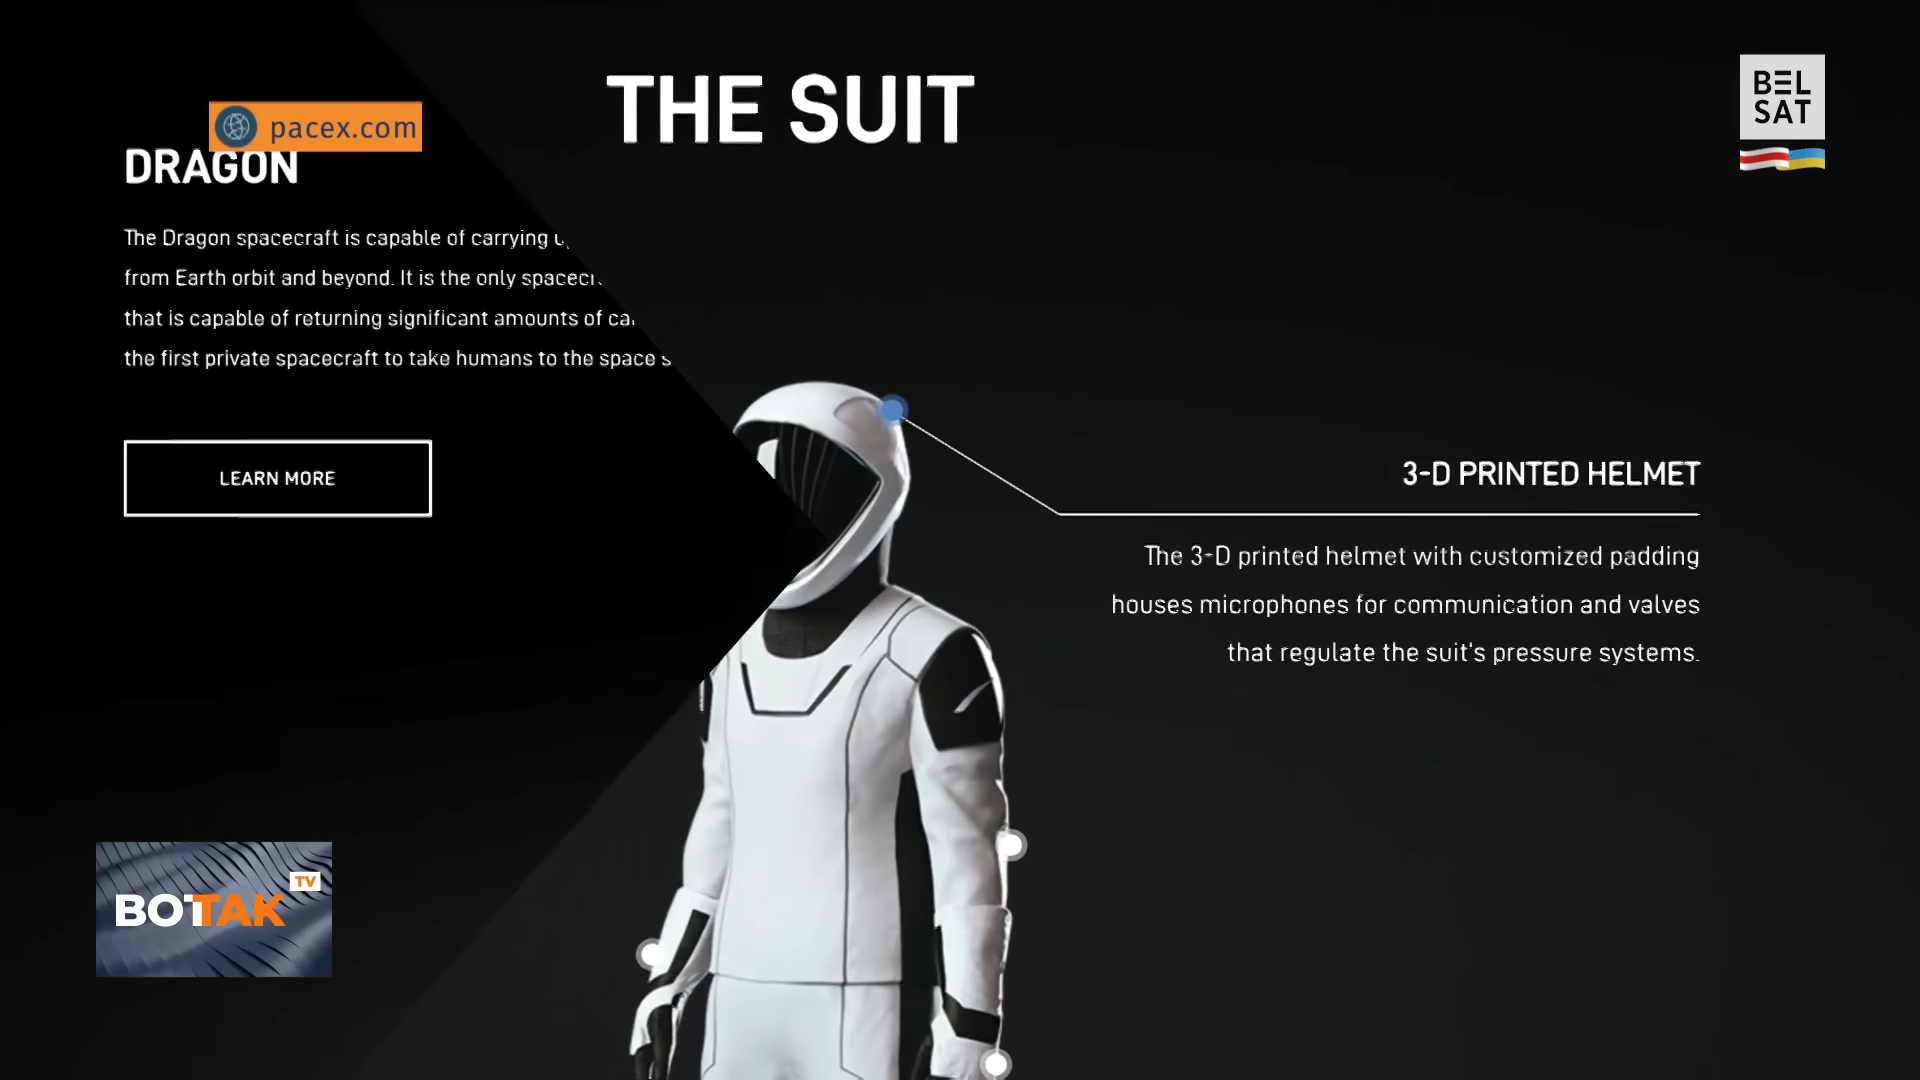 THE SUIT
BEL
SAT
pacex.com
DRAGON
The Dragon spacecraft is capable of carrying
from Earth orbit and beyond. It is the only
that is capable of returning significant amounts of
the first private spacecraft to take humans to the space
LEARN MORE
3-D PRINTED HELMET
The 3-D printed helmet with customized padding
houses microphones for communication and valves
that regulate the suit's pressure systems.
ВОТ ТАК
TV